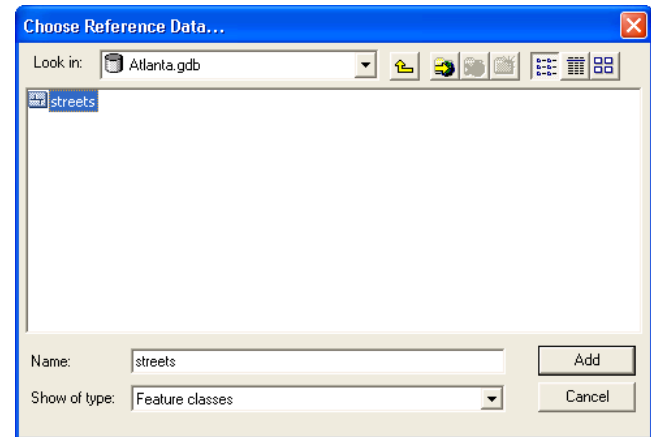 Choose Reference Data...
Look in: Atlanta.gdb
streets
Name: streets Add
Show of type: Feature classes Cancel